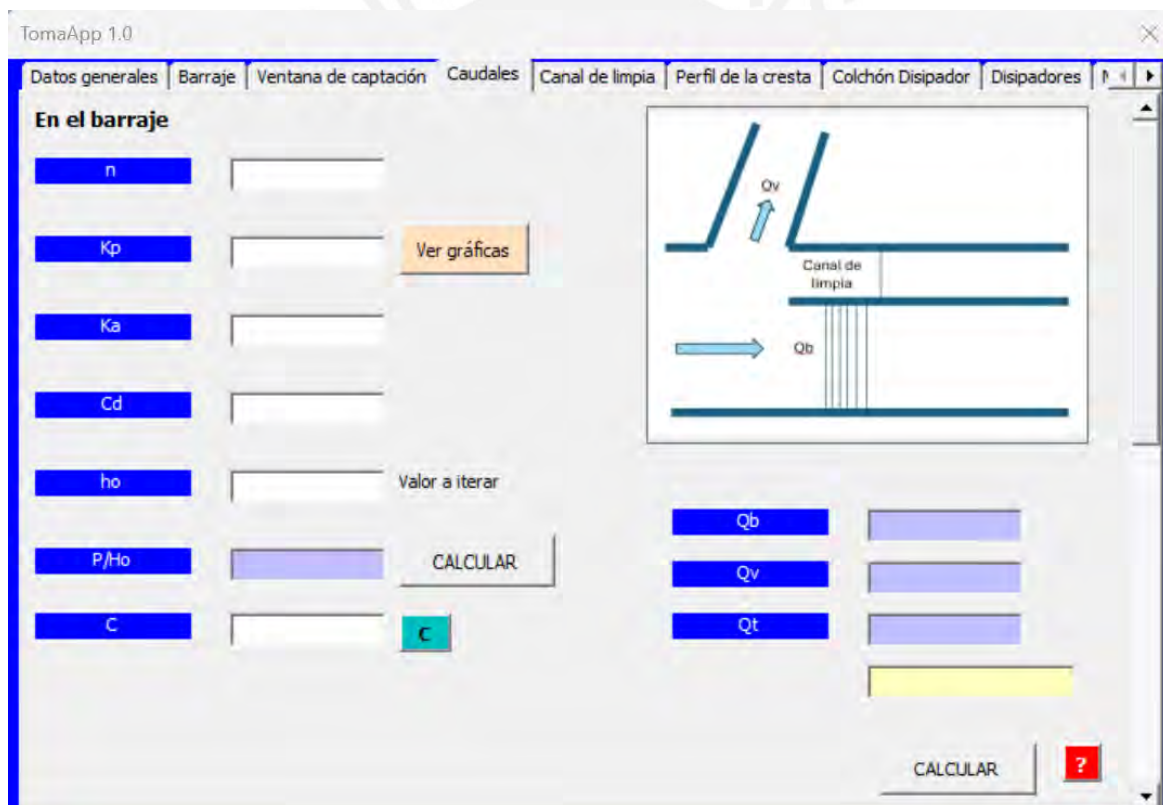 TomaApp 1.0
Datos generales Barraje Ventana de captación Caudales Canal de limpia Perfil de la cresta Colchón Disipador Disipadores
En el barraje
n
Kp Ver gráficas
Ka
Cd
ho Valor a iterar
P/Ho CALCULAR
C C
Qv
Canal de
limpia
Qb
Qb
Qv
Qt
CALCULAR ?